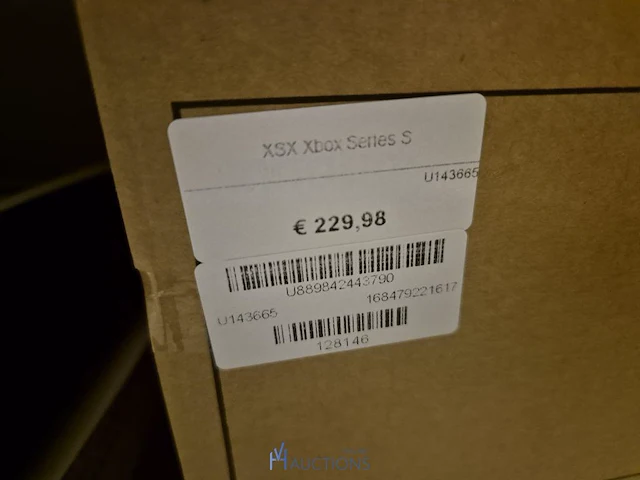 XSX Xbox Series S
U143665
€ 229,98
U889842443790
168479221617
U143665
128146
AUCTIONS